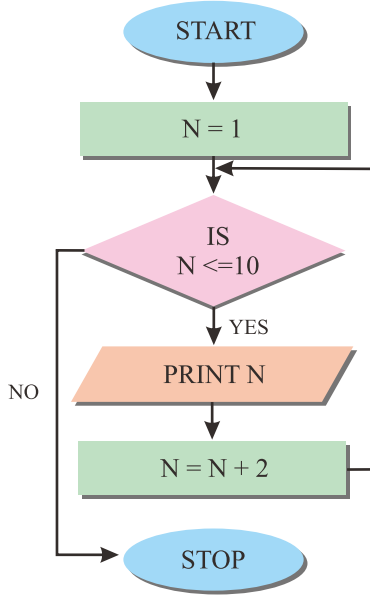 START
N = 1
IS
N <=10
YES
PRINT N
NO
N = N + 2
STOP